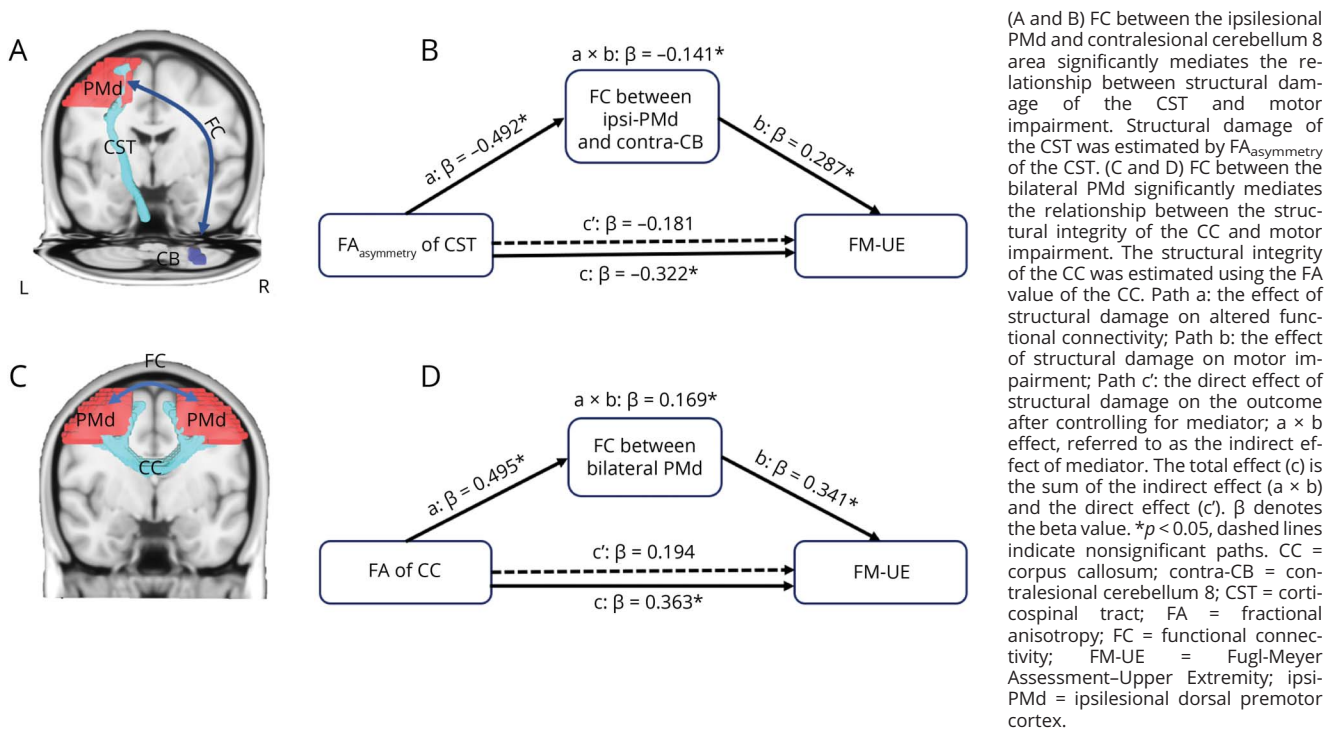 A
PMd
FC
CST
CB
L
R
B
a × b: β = –0.141*
FC between
ipsi-PMd
and contra-CB
a: β = –0.492*
b: β = 0.287*
FAasymmetry of CST
c’: β = –0.181
c: β = –0.322*
FM-UE
C
FC
PMd
PMd
CC
D
a × b: β = 0.169*
FC between
bilateral PMd
a: β = 0.495*
b: β = 0.341*
FA of CC
c’: β = 0.194
c: β = 0.363*
FM-UE
(A and B) FC between the ipsilesional
PMd and contralesional cerebellum 8
area significantly mediates the re-
lationship between structural dam-
age of the CST and motor
impairment. Structural damage of
the CST was estimated by FAasymmetry
of the CST. (C and D) FC between the
bilateral PMd significantly mediates
the relationship between the struc-
tural integrity of the CC and motor
impairment. The structural integrity
of the CC was estimated using the FA
value of the CC. Path a: the effect of
structural damage on altered func-
tional connectivity; Path b: the effect
of structural damage on motor im-
pairment; Path c’: the direct effect of
structural damage on the outcome
after controlling for mediator; a × b
effect, referred to as the indirect ef-
fect of mediator. The total effect (c) is
the sum of the indirect effect (a × b)
and the direct effect (c’). β denotes
the beta value. *p < 0.05, dashed lines
indicate nonsignificant paths. CC =
corpus callosum; contra-CB = con-
tralesional cerebellum 8; CST = corti-
cospinal tract; FA = fractional
anisotropy; FC = functional connec-
tivity; FM-UE = Fugl-Meyer
Assessment–Upper Extremity; ipsi-
PMd = ipsilesional dorsal premotor
cortex.